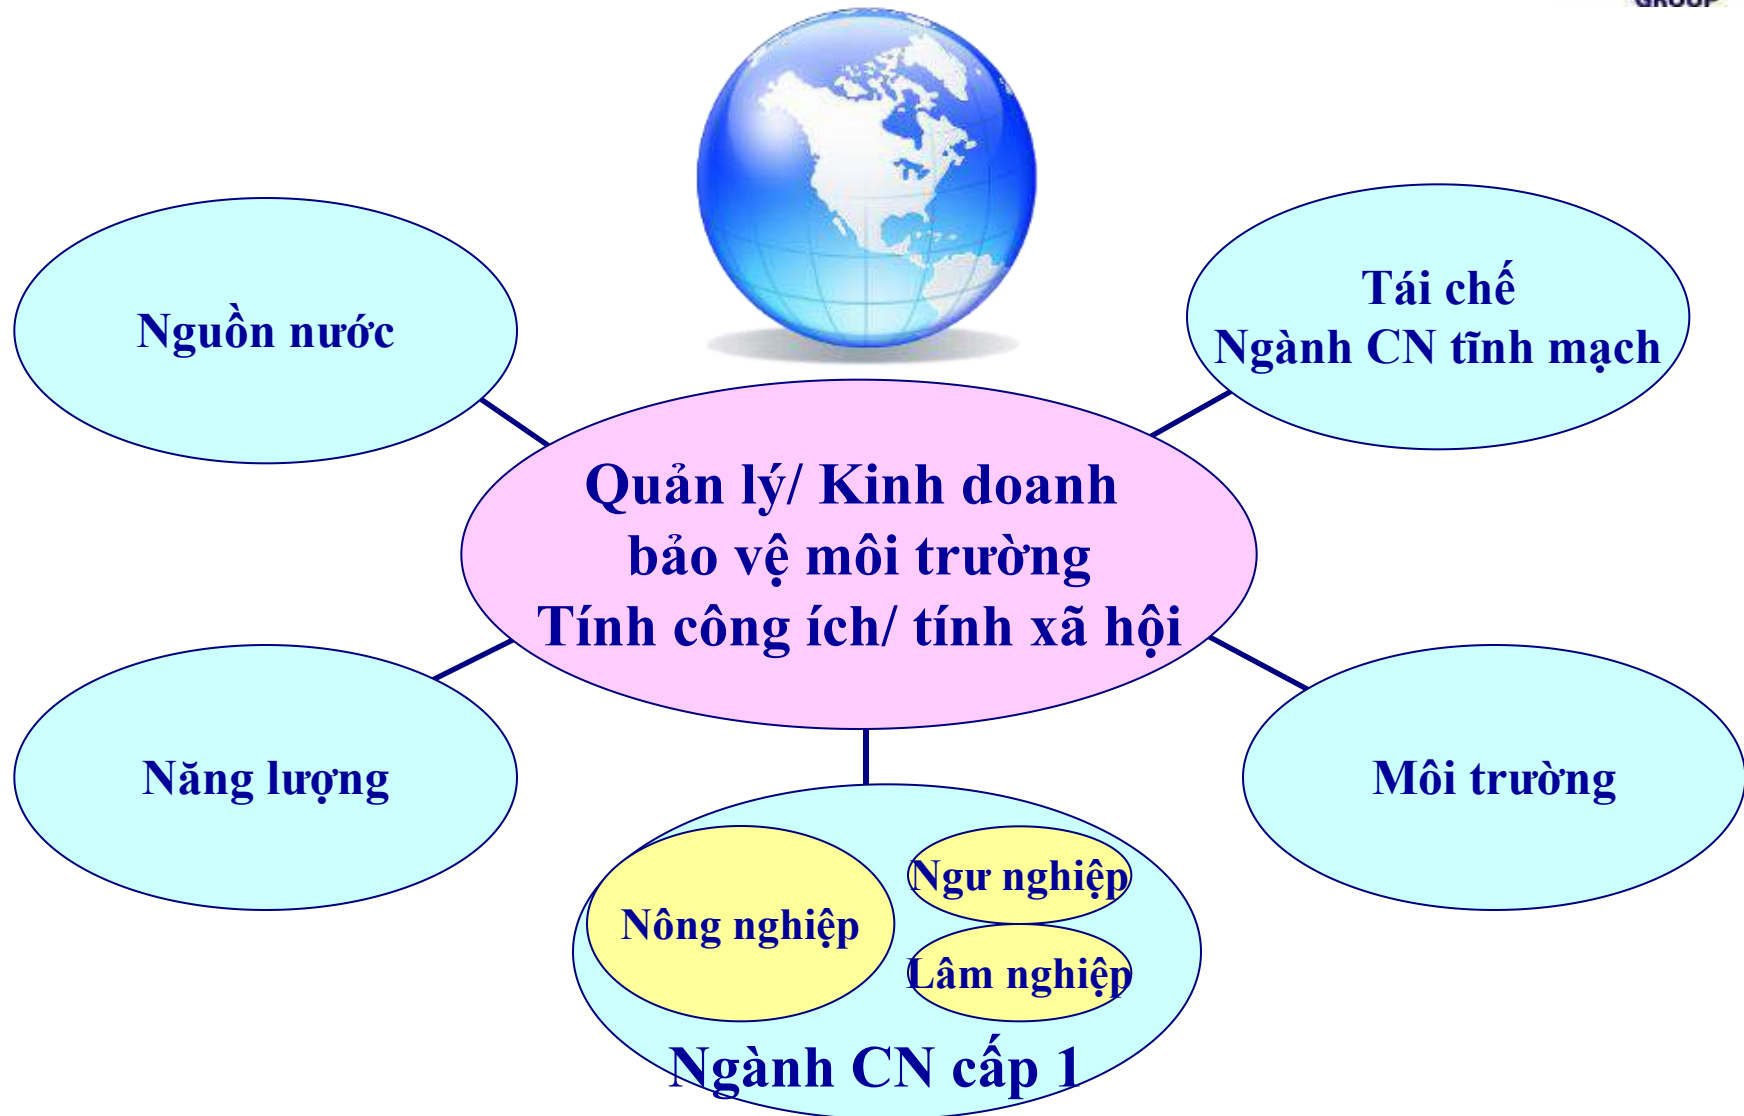 GROUP
Nguồn nước
Tái chế
Ngành CN tĩnh mạch
Quản lý/ Kinh doanh
bảo vệ môi trường
Tính công ích/ tính xã hội
Năng lượng
Môi trường
Nông nghiệp
Ngư nghiệp
Lâm nghiệp
Ngành CN cấp 1